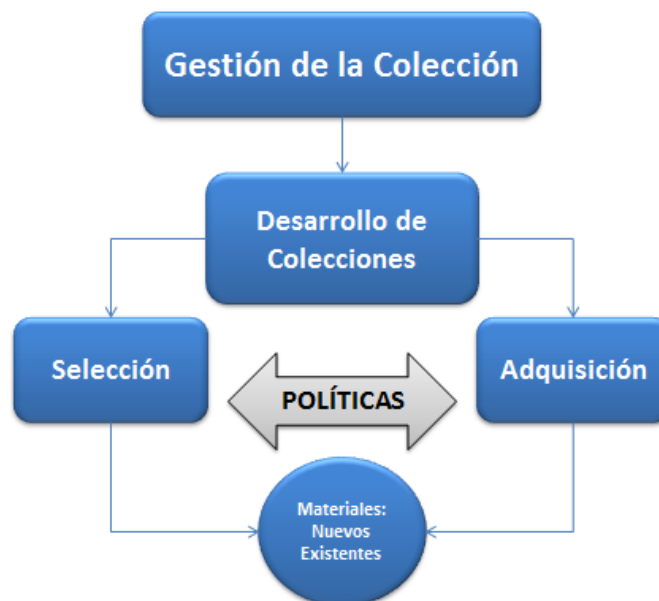 Gestión de la Colección
Desarrollo de
Colecciones
Selección
POLÍTICAS
Adquisición
Materiales:
Nuevos
Existentes